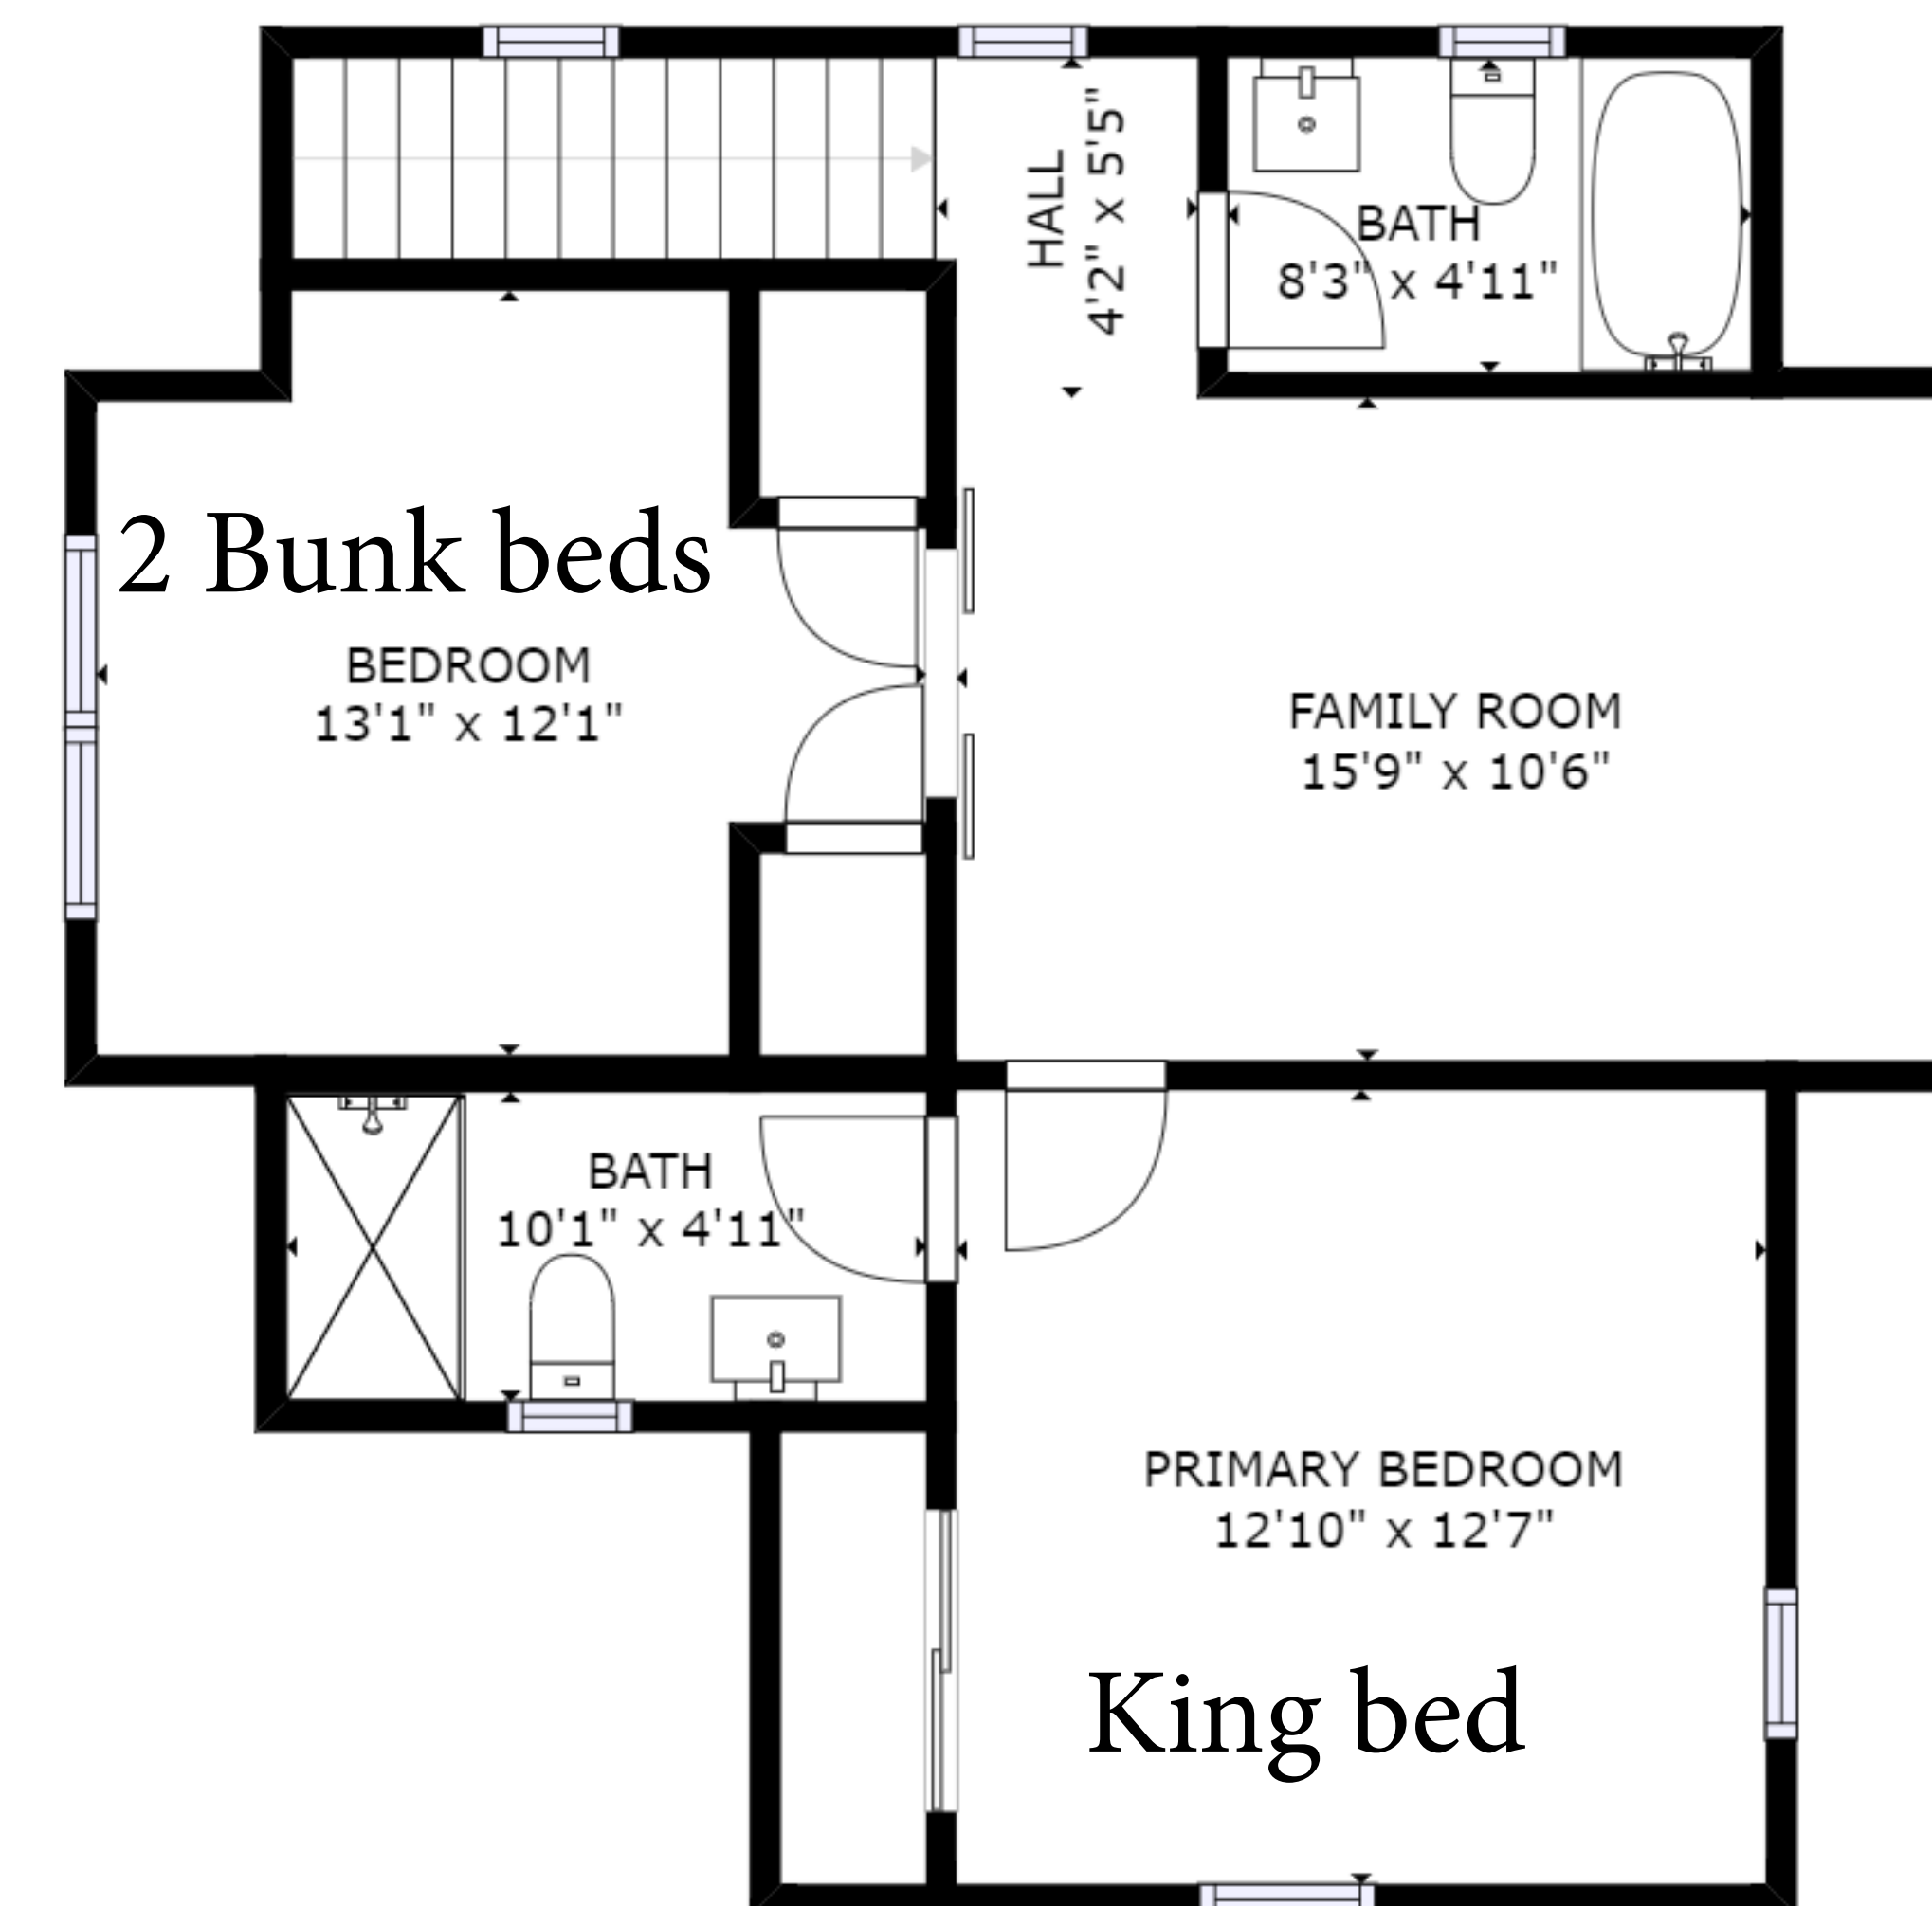 HALL
4'2" x 5'5"
BATH
8'3" x 4'11"
2 Bunk beds
BEDROOM
13'1" x 12'1"
FAMILY ROOM
15'9" x 10'6"
BATH
10'1" x 4'11"
PRIMARY BEDROOM
12'10" x 12'7"
King bed